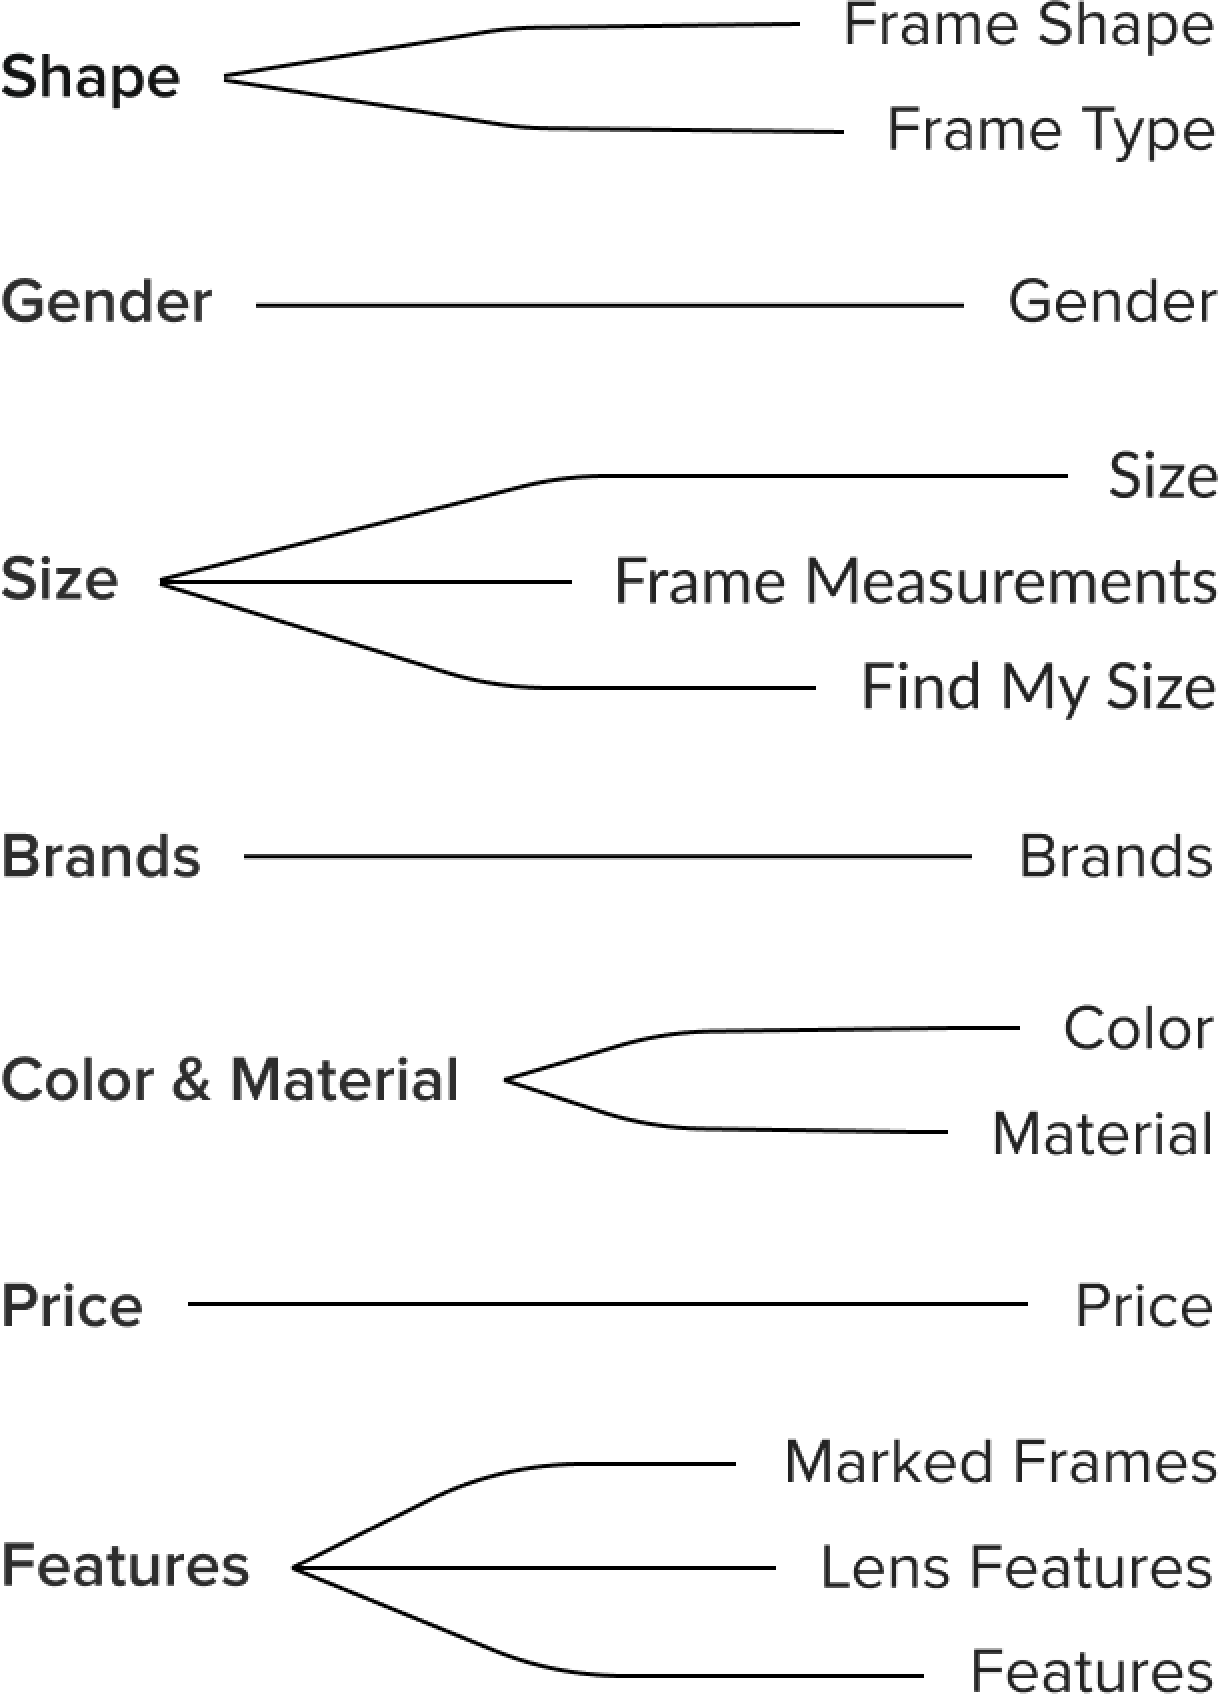 Frame Shape
Shape
Frame Type
Gender Gender
Size
Size Frame Measurements
Find My Size
Brands Brands
Color
Color & Material
Material
Price Price
Marked Frames
Features Lens Features
Features